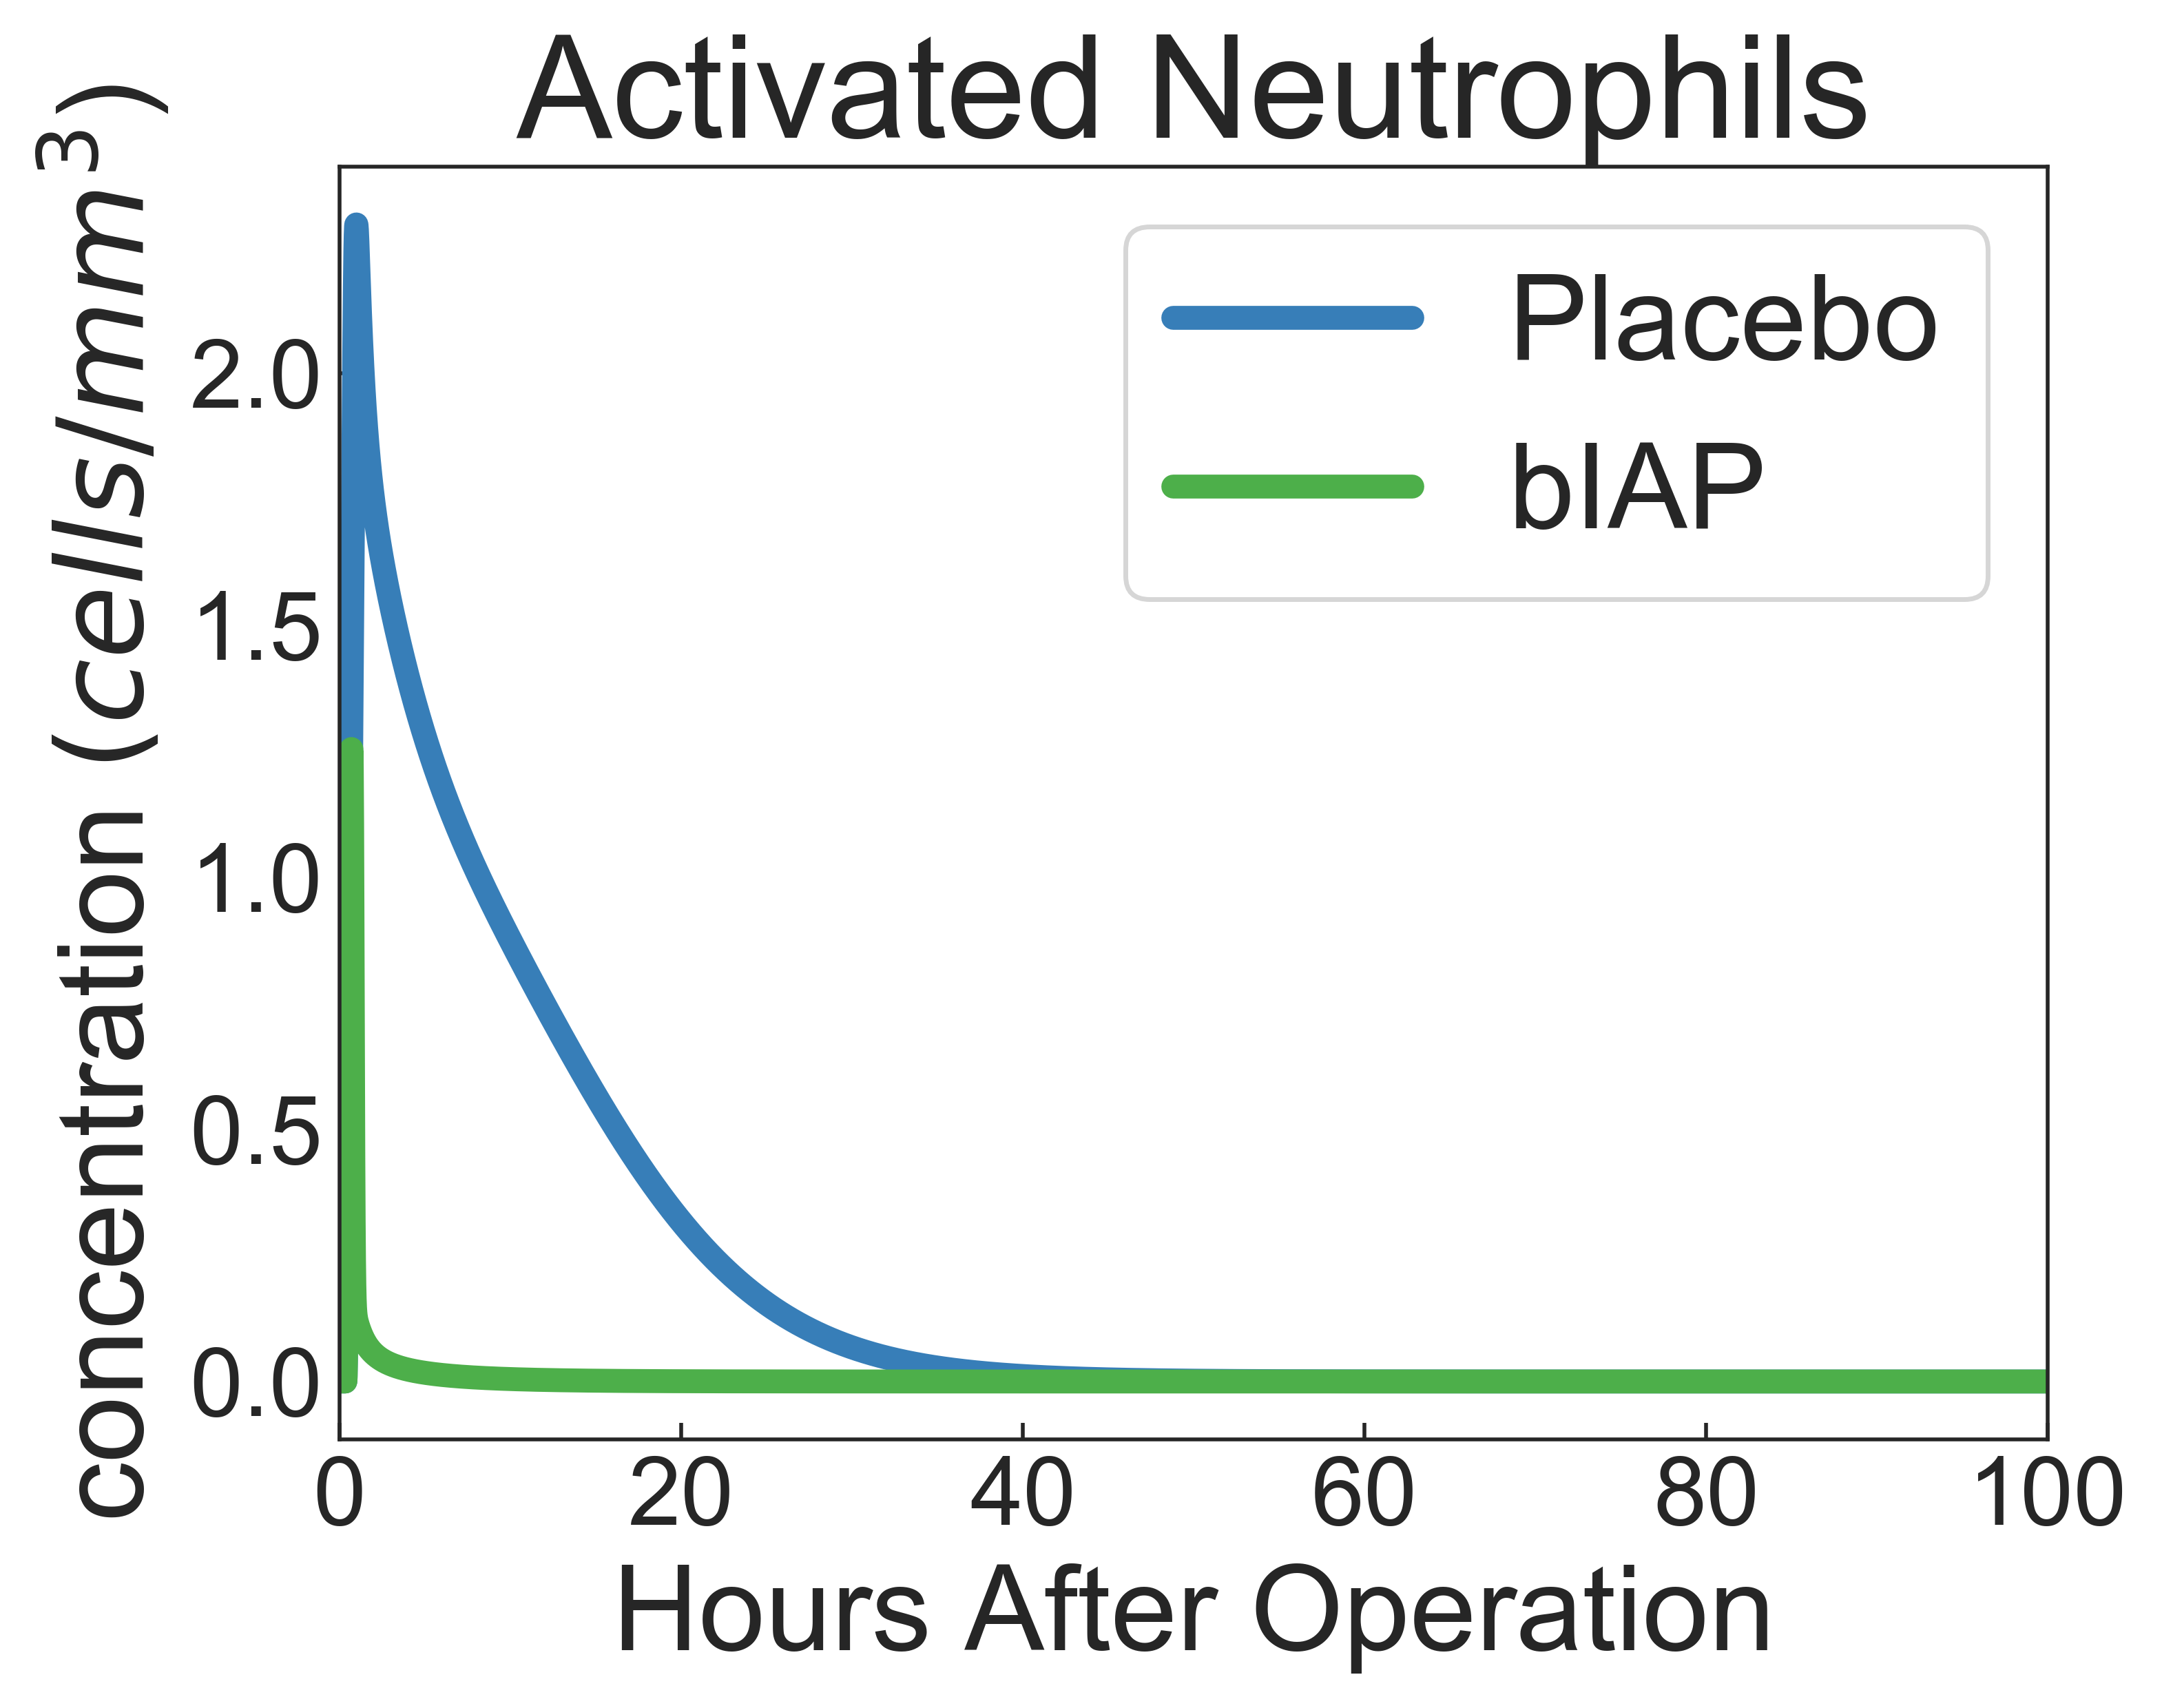 Activated Neutrophils
concentration (cells/mm³)
Placebo
bIAP
2.0
1.5
1.0
0.5
0.0
0 20 40 60 80 100
Hours After Operation